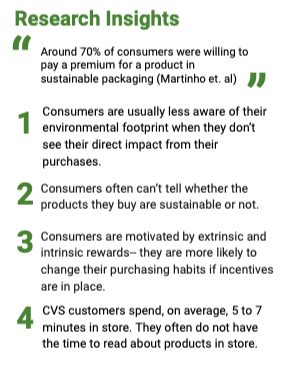 Research Insights
“ Around 70% of consumers were willing to
pay a premium for a product in
sustainable packaging (Martinho et. al) ”
1 Consumers are usually less aware of their
environmental footprint when they don’t
see their direct impact from their
purchases.
2 Consumers often can’t tell whether the
products they buy are sustainable or not.
3 Consumers are motivated by extrinsic and
intrinsic rewards-- they are more likely to
change their purchasing habits if incentives
are in place.
4 CVS customers spend, on average, 5 to 7
minutes in store. They often do not have
the time to read about products in store.